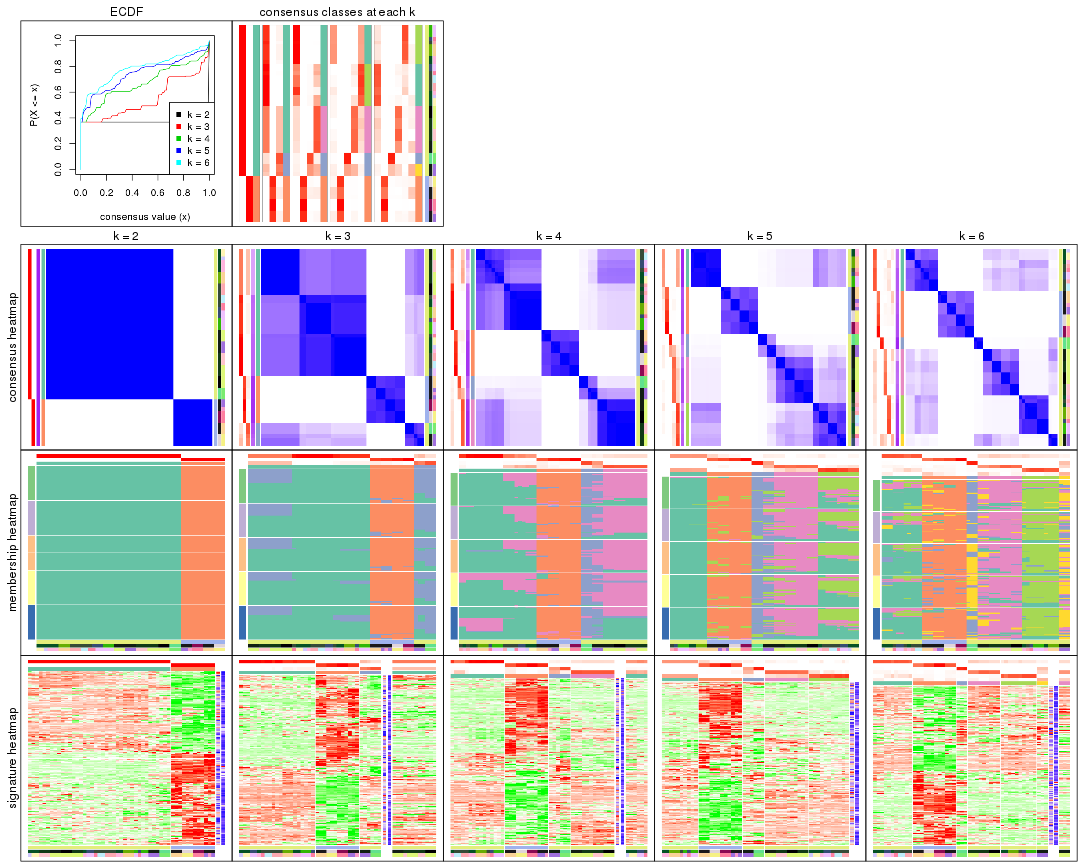 ECDF
consensus classes at each k
P(X <= x)
0.0 0.2 0.4 0.6 0.8 1.0
k = 2
k = 3
k = 4
k = 5
k = 6
0.0 0.2 0.4 0.6 0.8 1.0
consensus value (x)
k = 2 k = 3 k = 4 k = 5 k = 6
consensus heatmap
membership heatmap
signature heatmap